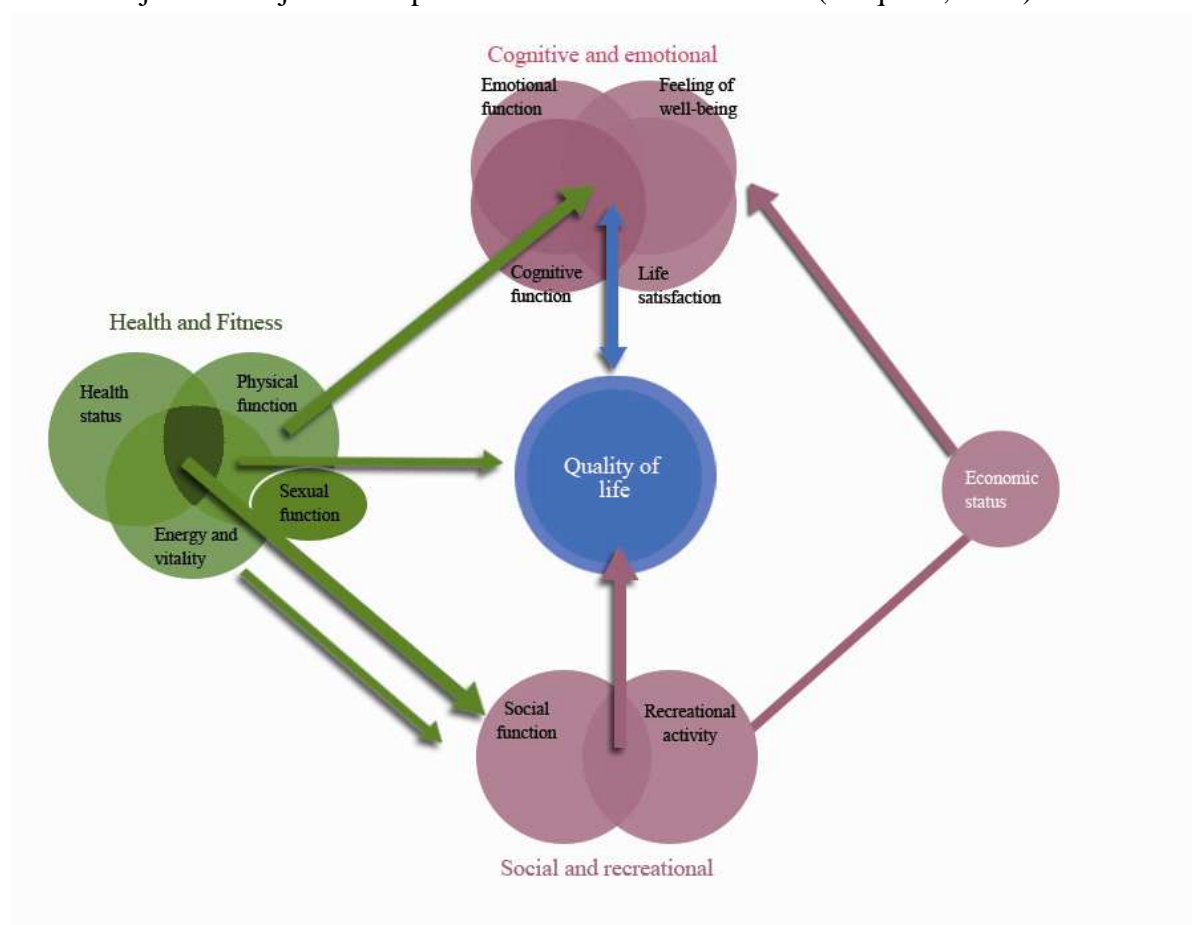 Cognitive and emotional
Emotional
function
Feeling of
well-being
Cognitive
function
Life
satisfaction
Health and Fitness
Health
status
Physical
function
Sexual
function
Energy and
vitality
Quality of
life
Economic
status
Social
function
Recreational
activity
Social and recreational